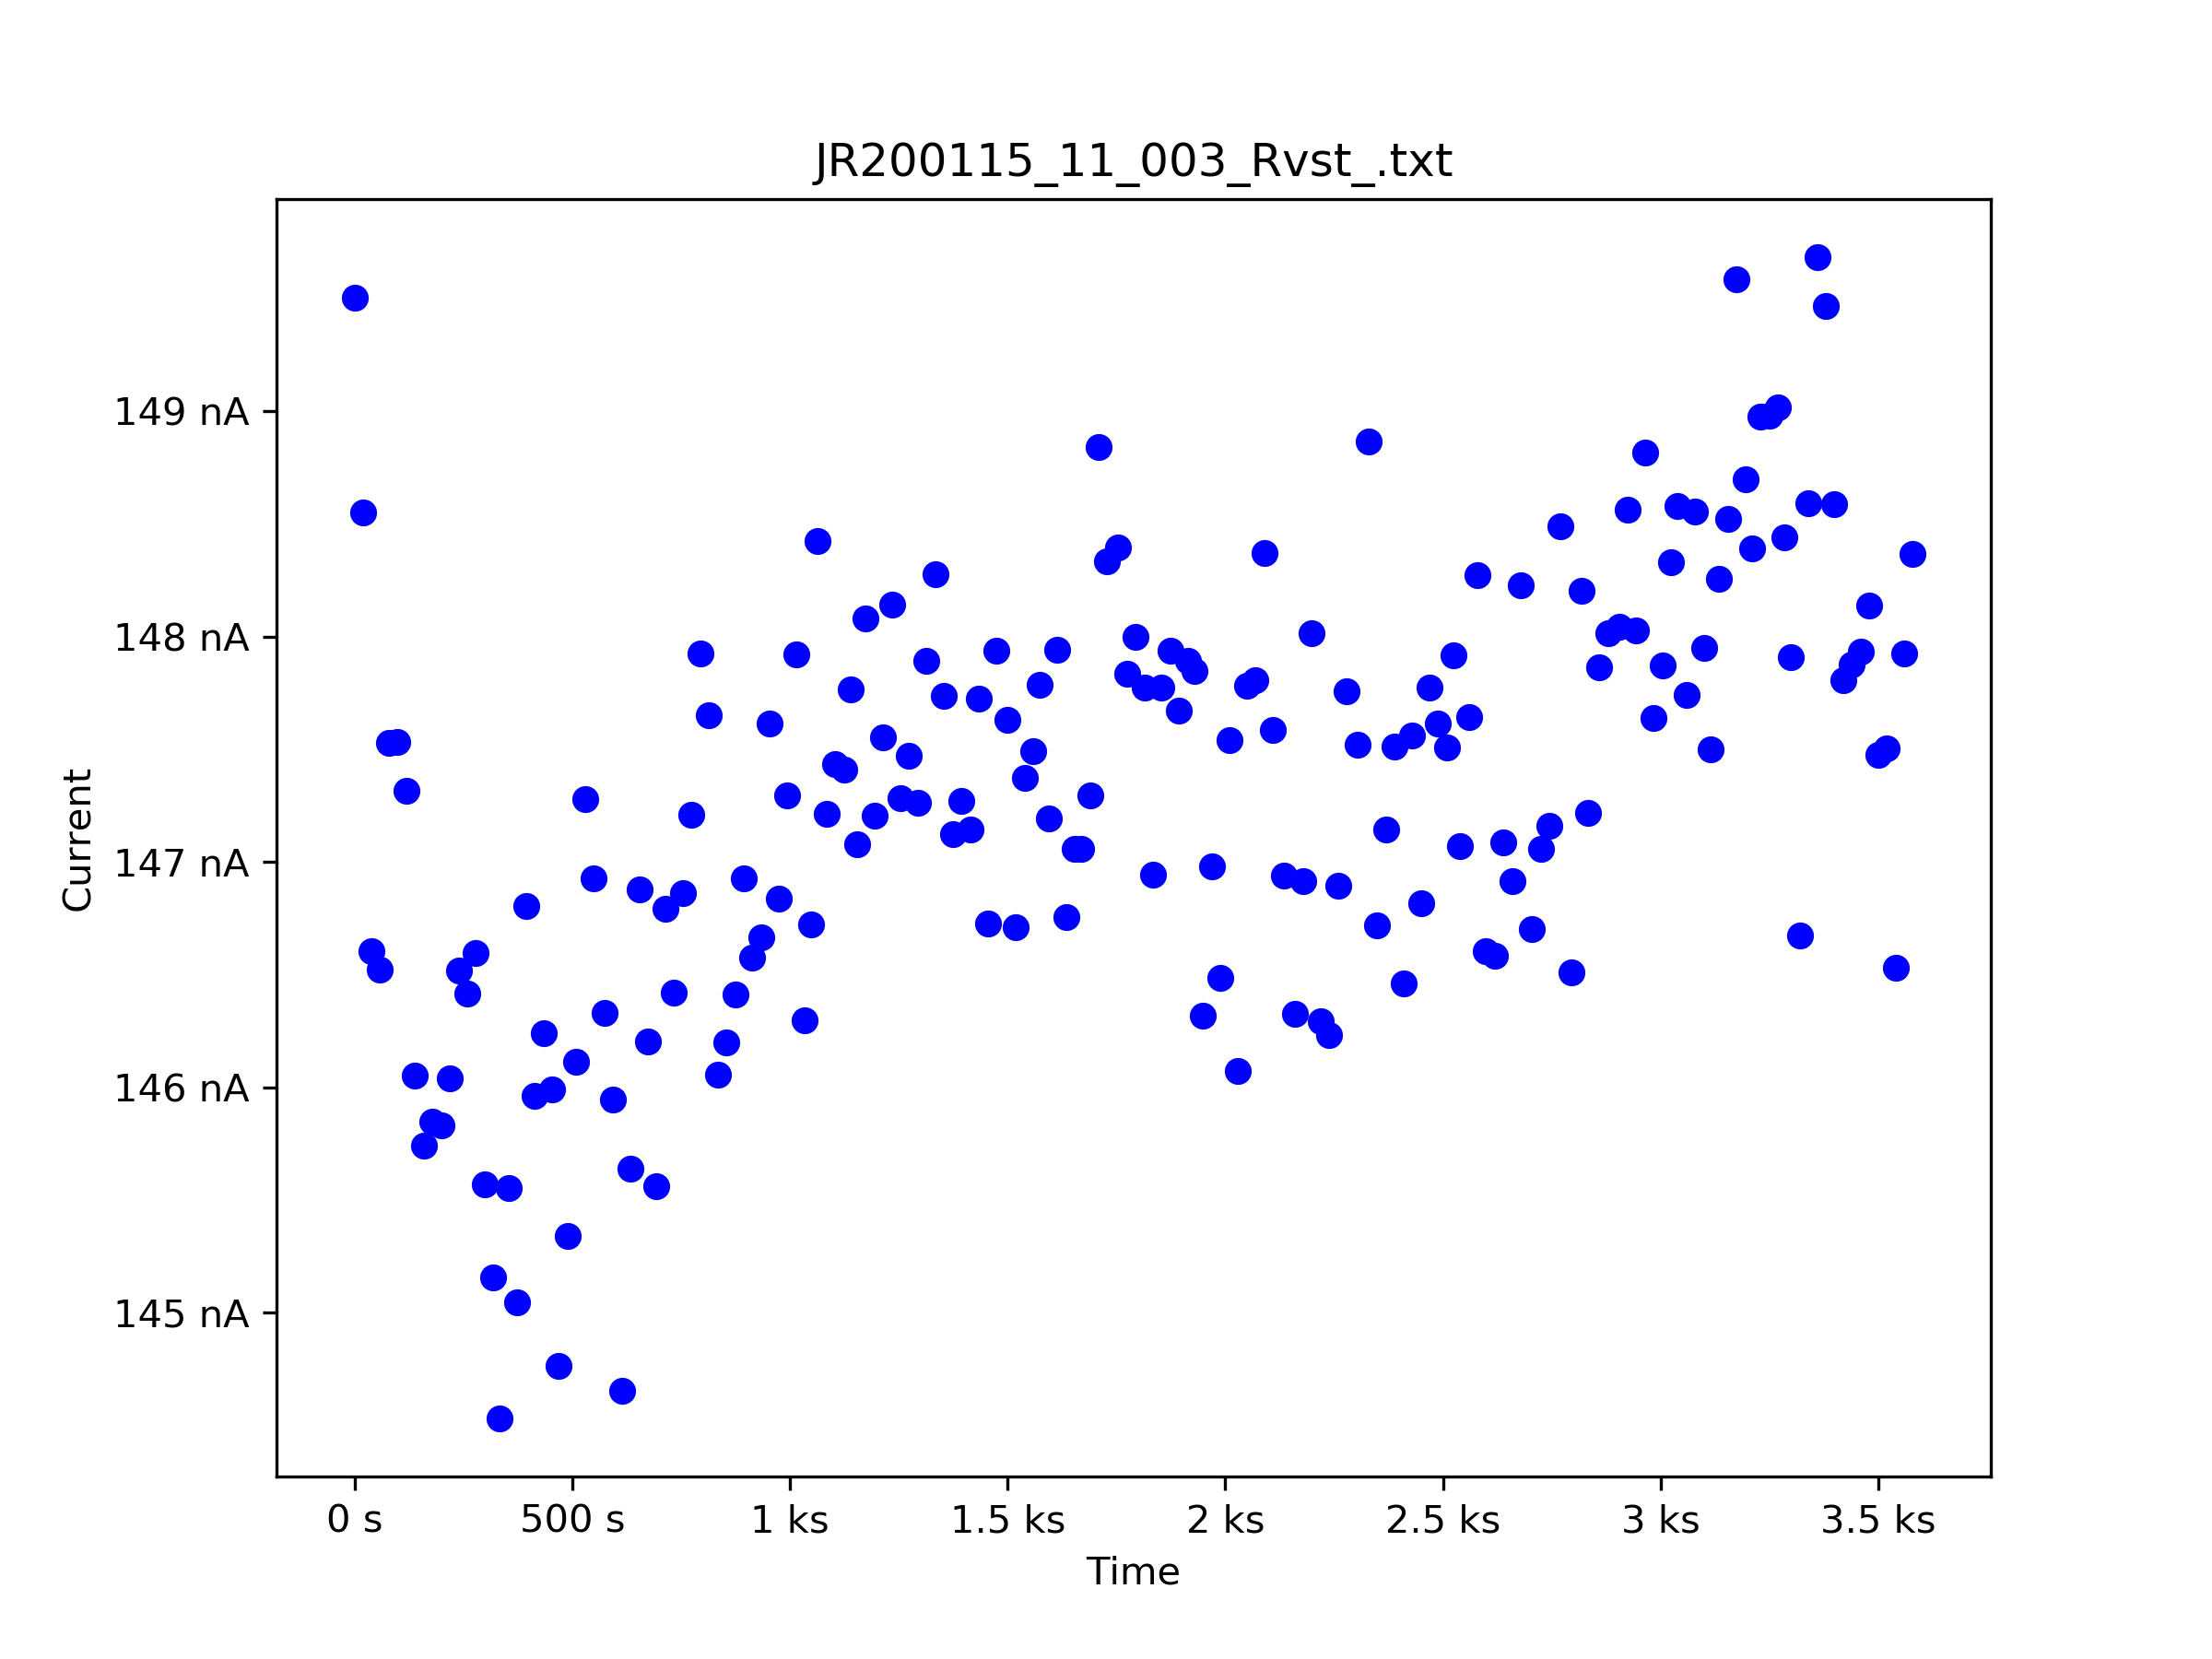 JR200115_11_003_Rvst_.txt
149 nA
148 nA
147 nA
146 nA
145 nA
Current
0 s 500 s 1 ks 1.5 ks 2 ks 2.5 ks 3 ks 3.5 ks
Time